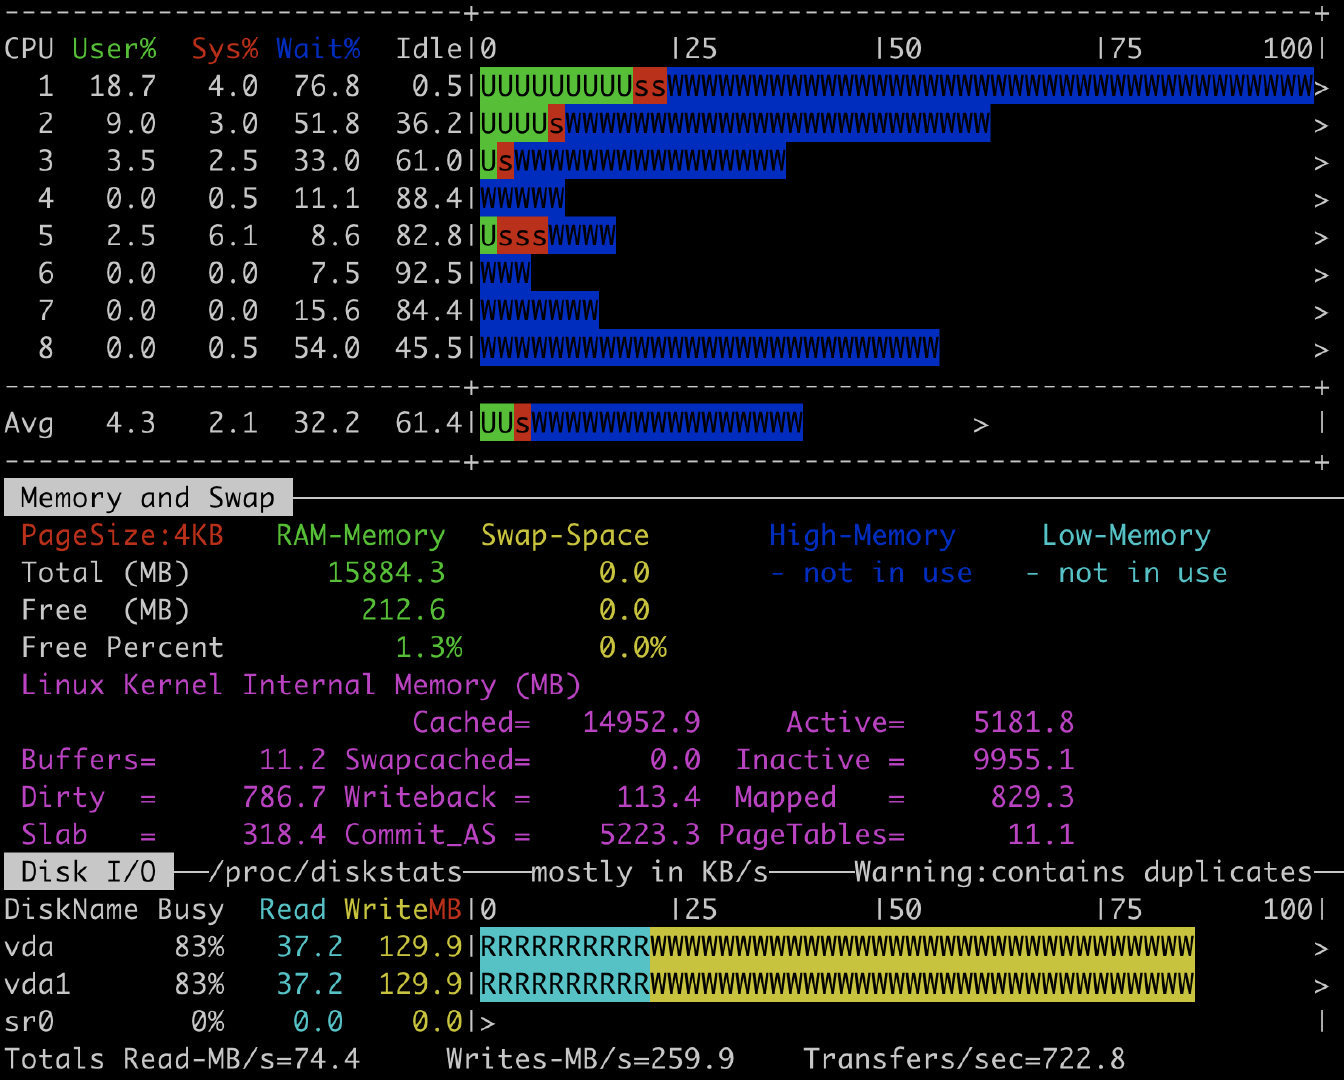 ---------------------------+--------------------------------------------------+
CPU User%  Sys% Wait%  Idle|0          |25         |50          |75       100|
  1  18.7   4.0  76.8   0.5|UUUUUUUUUssWWWWWWWWWWWWWWWWWWWWWWWWWWWWWWWWWWWWWW>
  2   9.0   3.0  51.8  36.2|UUUUsWWWWWWWWWWWWWWWWWWWWWWWWW                   >
  3   3.5   2.5  33.0  61.0|UsWWWWWWWWWWWWWWWW                               >
  4   0.0   0.5  11.1  88.4|WWWWW                                            >
  5   2.5   6.1   8.6  82.8|UsssWWWW                                         >
  6   0.0   0.0   7.5  92.5|WWW                                              >
  7   0.0   0.0  15.6  84.4|WWWWWWW                                          >
  8   0.0   0.5  54.0  45.5|WWWWWWWWWWWWWWWWWWWWWWWWWWW                      >
---------------------------+--------------------------------------------------+
Avg   4.3   2.1  32.2  61.4|UUsWWWWWWWWWWWWWWWW          >                   |
---------------------------+--------------------------------------------------+
Memory and Swap
PageSize:4KB   RAM-Memory  Swap-Space       High-Memory     Low-Memory
Total (MB)        15884.3         0.0       - not in use   - not in use
Free  (MB)          212.6         0.0
Free Percent          1.3%        0.0%
Linux Kernel Internal Memory (MB)
Cached=   14952.9     Active=    5181.8
Buffers=      11.2 Swapcached=       0.0  Inactive =    9955.1
Dirty  =     786.7 Writeback =     113.4  Mapped   =     829.3
Slab   =     318.4 Commit_AS =    5223.3 PageTables=      11.1
Disk I/O ──/proc/diskstats────mostly in KB/s─────Warning:contains duplicates
DiskName Busy  Read WriteMB|0          |25         |50          |75       100|
vda       83%  37.2  129.9|RRRRRRRRRRWWWWWWWWWWWWWWWWWWWWWWWWWWWWWWWW       >
vda1      83%  37.2  129.9|RRRRRRRRRRWWWWWWWWWWWWWWWWWWWWWWWWWWWWWWWW       >
sr0        0%   0.0    0.0|>                                                 |
Totals Read-MB/s=74.4     Writes-MB/s=259.9    Transfers/sec=722.8